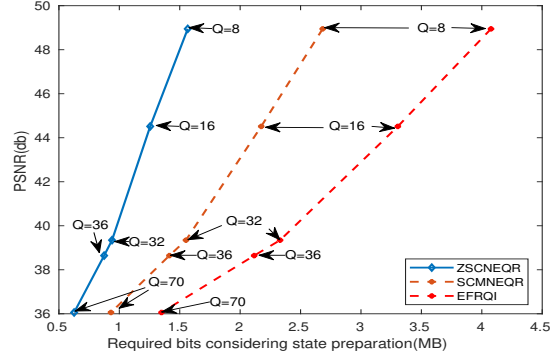 50
48
46
44
42
40
38
36
PSNR(db)
Q=8
Q=8
Q=16
Q=16
Q=36
Q=32
Q=32
Q=36
Q=36
Q=70
Q=70
ZSCNEQR
SCMNEQR
EFRQI
0.5 1 1.5 2 2.5 3 3.5 4 4.5 5
Required bits considering state preparation(MB)